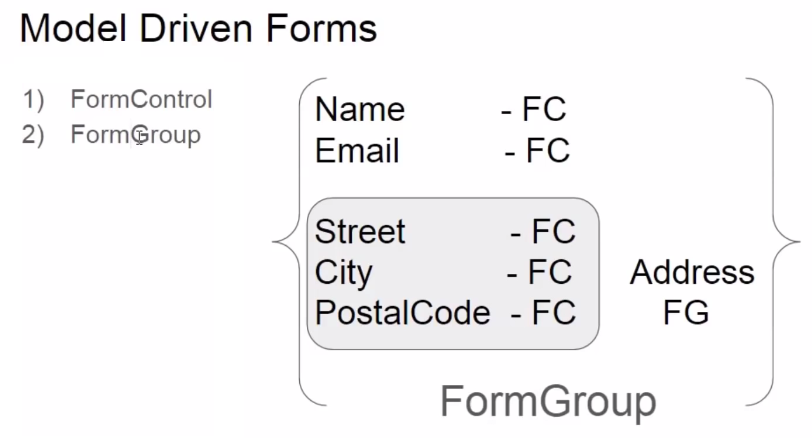 Model Driven Forms
1) FormControl
2) FormGroup
Name - FC
Email - FC
Street - FC
City - FC
PostalCode - FC
Address
FG
FormGroup